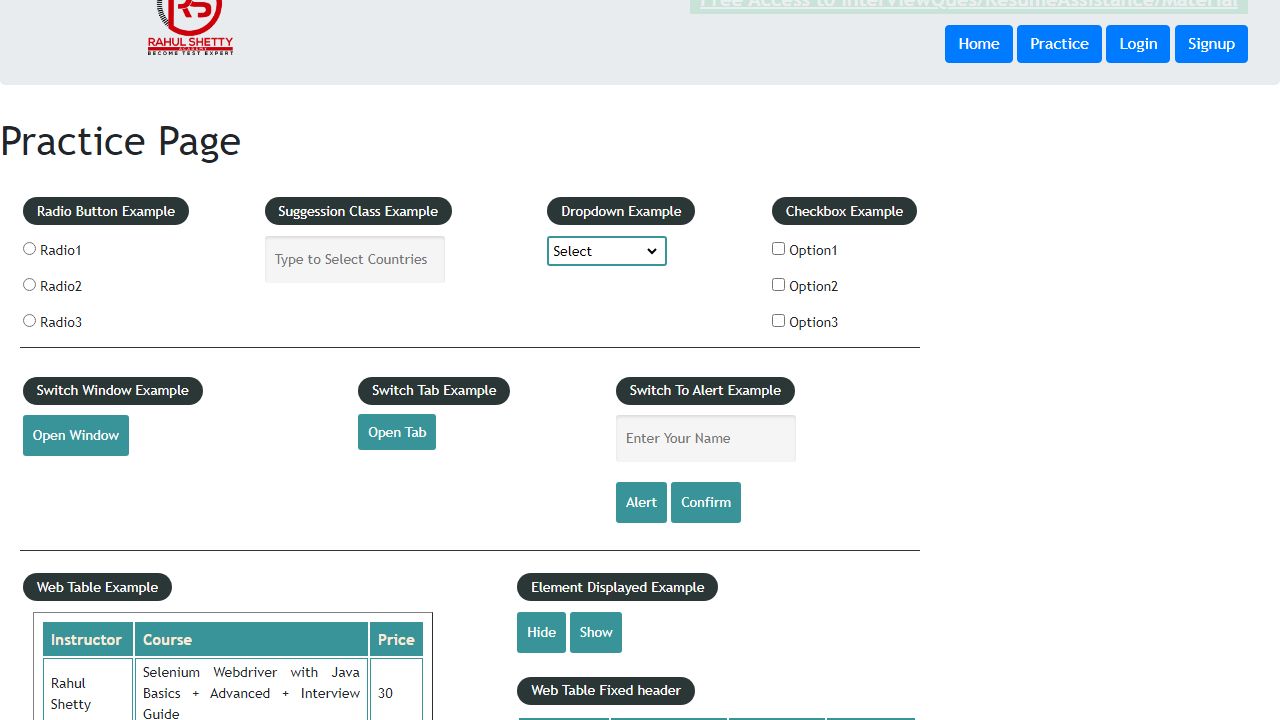 Free Access to InterViewQues/ResumeAssistance/Material
RS
RAHUL SHETTY
ACADEMY
BECOME TEST EXPERT
Home Practice Login Signup
Practice Page
Radio Button Example
Radio1
Radio2
Radio3
Suggession Class Example
Type to Select Countries
Dropdown Example
Select
Checkbox Example
Option1
Option2
Option3
Switch Window Example
Open Window
Switch Tab Example
Open Tab
Switch To Alert Example
Enter Your Name
Alert Confirm
Web Table Example
Instructor Course Price
Rahul
Shetty
Selenium Webdriver with Java
Basics + Advanced + Interview
Guide
30
Element Displayed Example
Hide Show
Web Table Fixed header